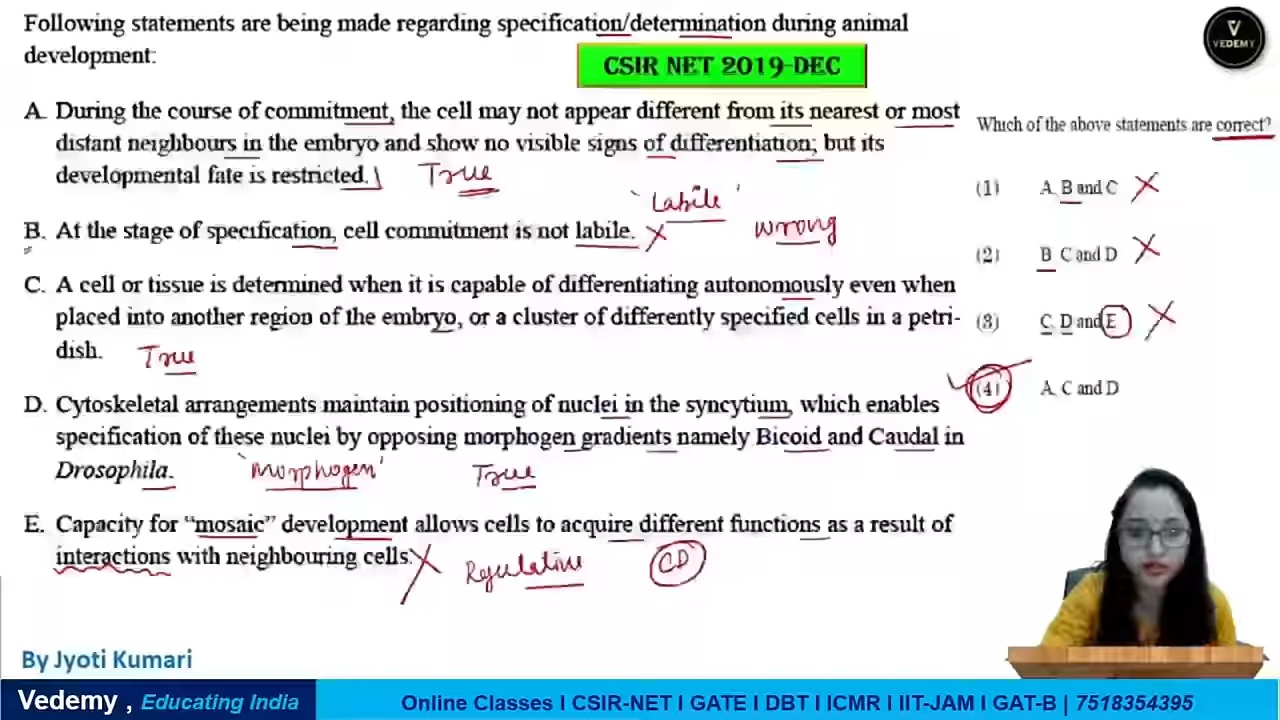 Following statements are being made regarding specification/determination during animal
development:
CSIR NET 2019-DEC
V
VEDEMY
A. During the course of commitment, the cell may not appear different from its nearest or most
distant neighbours in the embryo and show no visible signs of differentiation; but its
developmental fate is restricted.
True
'Labile'
B. At the stage of specification, cell commitment is not labile.
wrong
C. A cell or tissue is determined when it is capable of differentiating autonomously even when
placed into another region of the embryo, or a cluster of differently specified cells in a petri-
dish.
True
D. Cytoskeletal arrangements maintain positioning of nuclei in the syncytium, which enables
specification of these nuclei by opposing morphogen gradients namely Bicoid and Caudal in
Drosophila.
'Morphogen'
True
E. Capacity for "mosaic" development allows cells to acquire different functions as a result of
interactions with neighbouring cells.
Regulative
CD
Which of the above statements are correct?
(1) A, B and C
(2) B C and D
(3) C, D and E
(4) A, C and D
By Jyoti Kumari
Vedemy , Educating India
Online Classes I CSIR-NET I GATE I DBT I ICMR I IIT-JAM I GAT-B | 7518354395